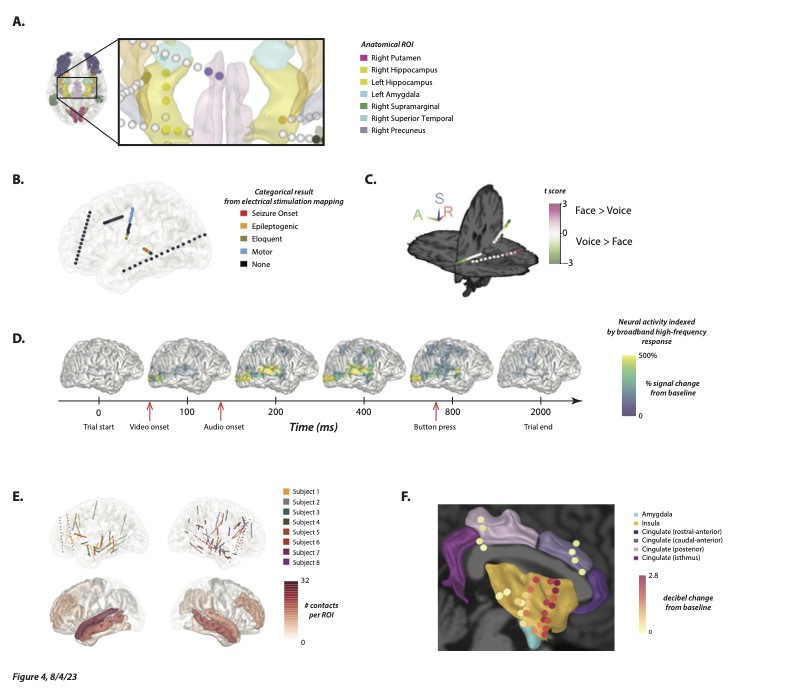 A.
Anatomical ROI
Right Putamen
Right Hippocampus
Left Hippocampus
Left Amygdala
Right Supramarginal
Right Superior Temporal
Right Precuneus
B.
Categorical result
from electrical stimulation mapping
Seizure Onset
Epileptogenic
Eloquent
Motor
None
C.
S
A
R
t score
3
0
-3
Face > Voice
Voice > Face
D.
Neural activity indexed
by broadband high-frequency
response
500%
% signal change
from baseline
0
0
100
200
400
800
2000
Trial start
Video onset
Audio onset
Time (ms)
Button press
Trial end
E.
Subject 1
Subject 2
Subject 3
Subject 4
Subject 5
Subject 6
Subject 7
Subject 8
32
# contacts
per ROI
0
F.
Amygdala
Insula
Cingulate (rostral-anterior)
Cingulate (caudal-anterior)
Cingulate (posterior)
Cingulate (isthmus)
2.8
decibel change
from baseline
0
Figure 4, 8/4/23